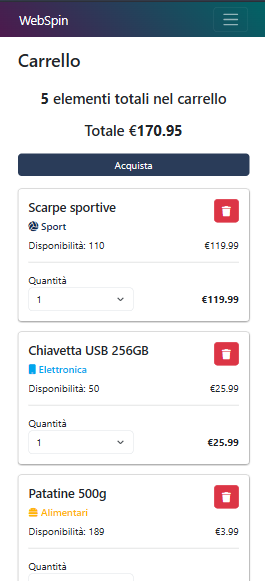 WebSpin
Carrello
5 elementi totali nel carrello
Totale €170.95
Acquista
Scarpe sportive
Sport
Disponibilità: 110 €119.99
Quantità
1 €119.99
Chiavetta USB 256GB
Elettronica
Disponibilità: 50 €25.99
Quantità
1 €25.99
Patatine 500g
Alimentari
Disponibilità: 189 €3.99
Quantità